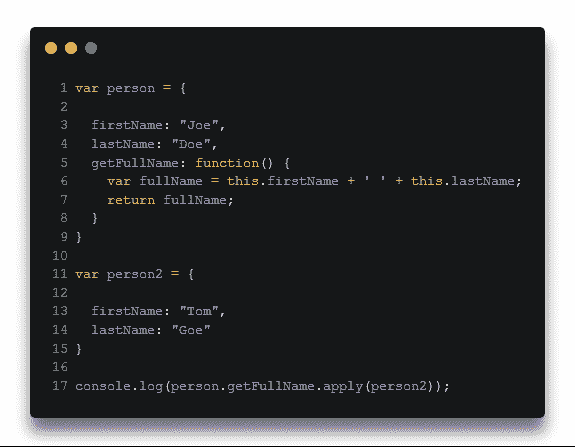 1 var person = {
2
3   firstName: "Joe",
4   lastName: "Doe",
5   getFullName: function() {
6     var fullName = this.firstName + ' ' + this.lastName;
7     return fullName;
8   }
9 }
10
11 var person2 = {
12
13   firstName: "Tom",
14   lastName: "Goe"
15 }
16
17 console.log(person.getFullName.apply(person2));